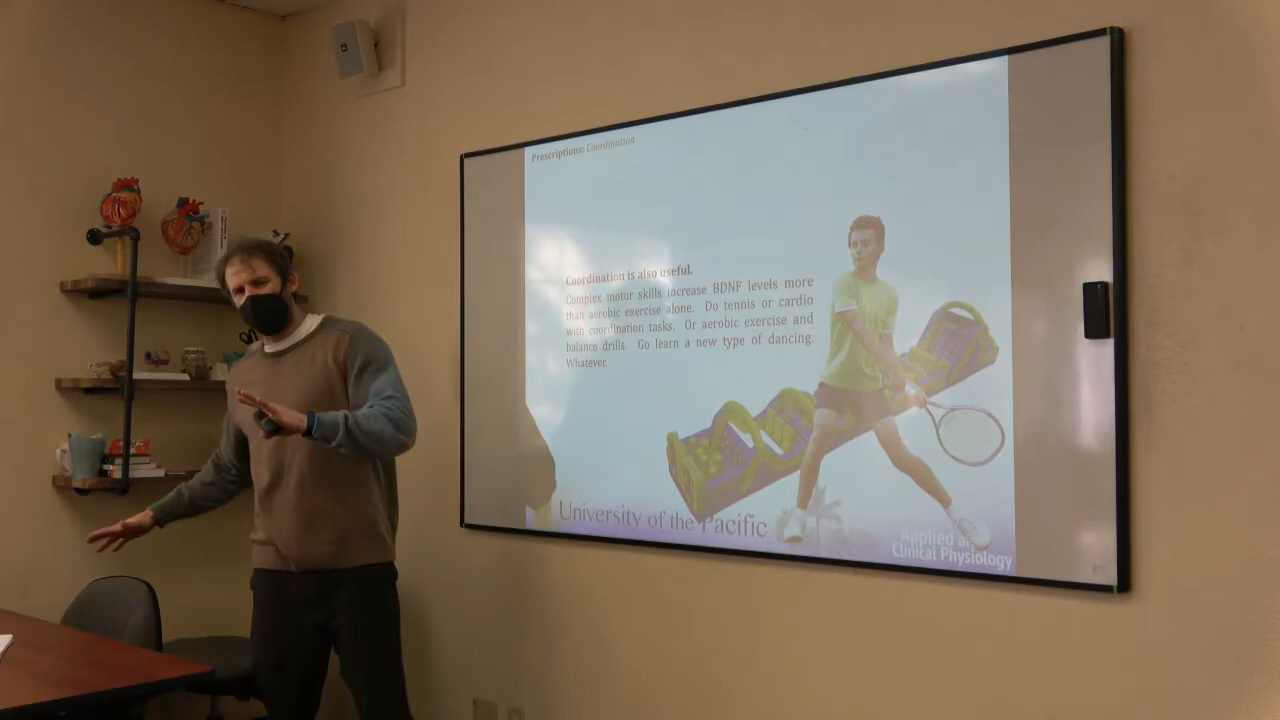 Prescriptions: Coordination
Coordination is also useful.
Complex motor skills increase BDNF levels more
than aerobic exercise alone. Do tennis or cardio
with coordination tasks. Or aerobic exercise and
balance drills. Go learn a new type of dancing.
Whatever.
University of the Pacific
Applied
Clinical Physiology